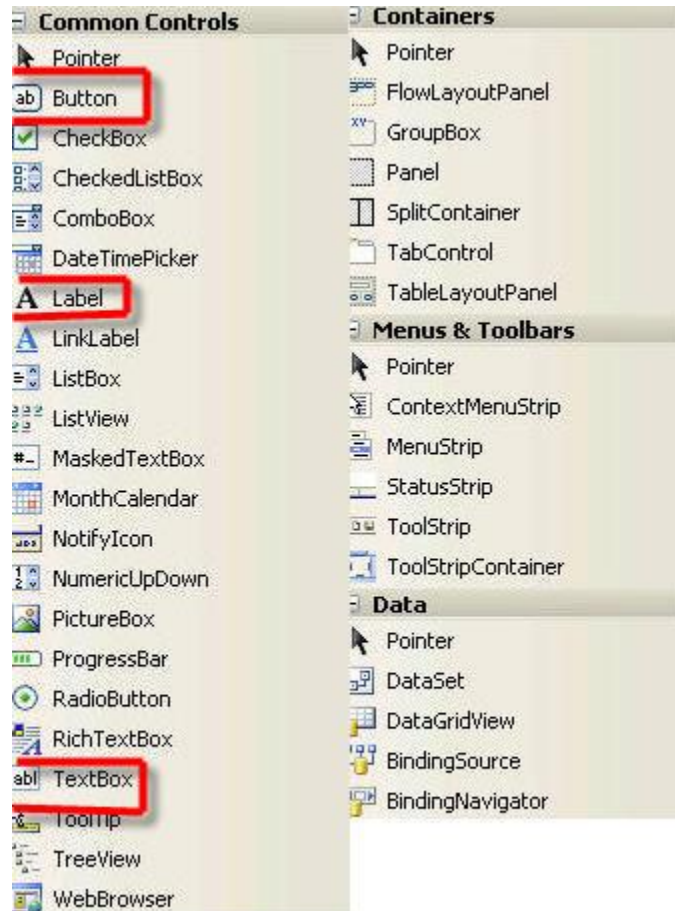 Common Controls
Pointer
ab Button
CheckBox
CheckedListBox
ComboBox
DateTimePicker
A Label
A LinkLabel
ListBox
ListView
#_ MaskedTextBox
MonthCalendar
NotifyIcon
NumericUpDown
PictureBox
ProgressBar
RadioButton
RichTextBox
abl TextBox
ToolTip
TreeView
WebBrowser
Containers
Pointer
FlowLayoutPanel
GroupBox
Panel
SplitContainer
TabControl
TableLayoutPanel
Menus & Toolbars
Pointer
ContextMenuStrip
MenuStrip
StatusStrip
ToolStrip
ToolStripContainer
Data
Pointer
DataSet
DataGridView
BindingSource
BindingNavigator